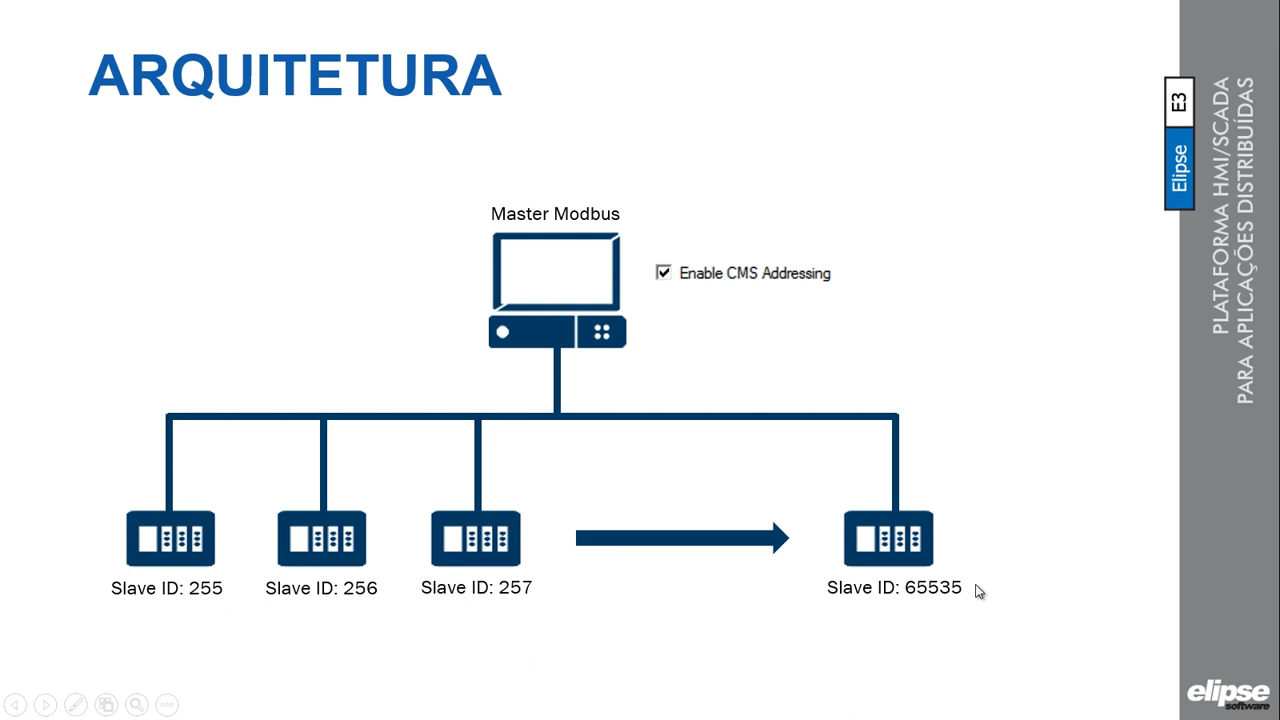 ARQUITETURA
Master Modbus
Enable CMS Addressing
Slave ID: 255
Slave ID: 256
Slave ID: 257
Slave ID: 65535
Elipse E3
PLATAFORMA HMI/SCADA
PARA APLICAÇÕES DISTRIBUÍDAS
elipse
software